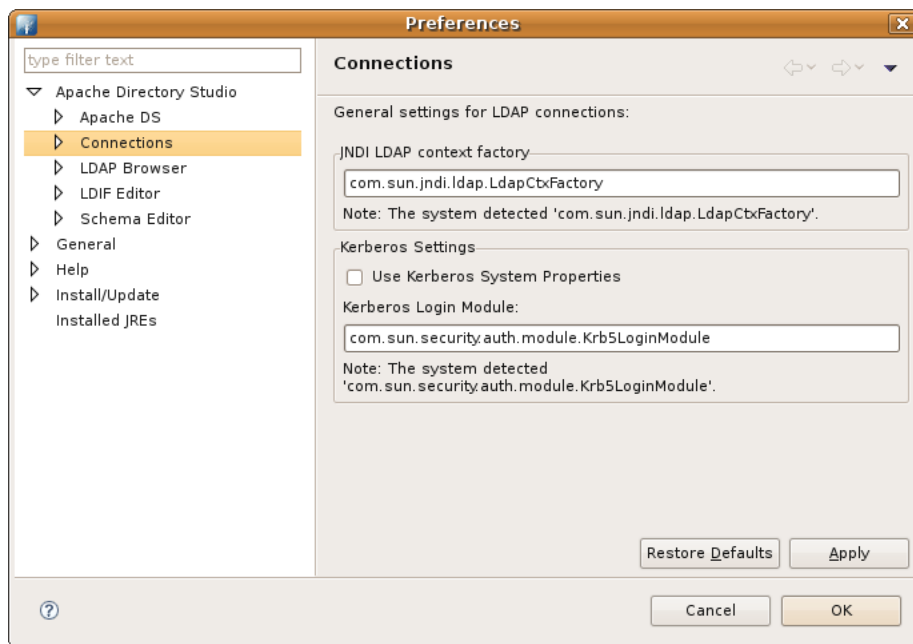 Preferences
type filter text
Apache Directory Studio
Apache DS
Connections
LDAP Browser
LDIF Editor
Schema Editor
General
Help
Install/Update
Installed JREs
Connections
General settings for LDAP connections:
JNDI LDAP context factory
com.sun.jndi.ldap.LdapCtxFactory
Note: The system detected 'com.sun.jndi.ldap.LdapCtxFactory'.
Kerberos Settings
Use Kerberos System Properties
Kerberos Login Module:
com.sun.security.auth.module.Krb5LoginModule
Note: The system detected
'com.sun.security.auth.module.Krb5LoginModule'.
Restore Defaults
Apply
Cancel
OK